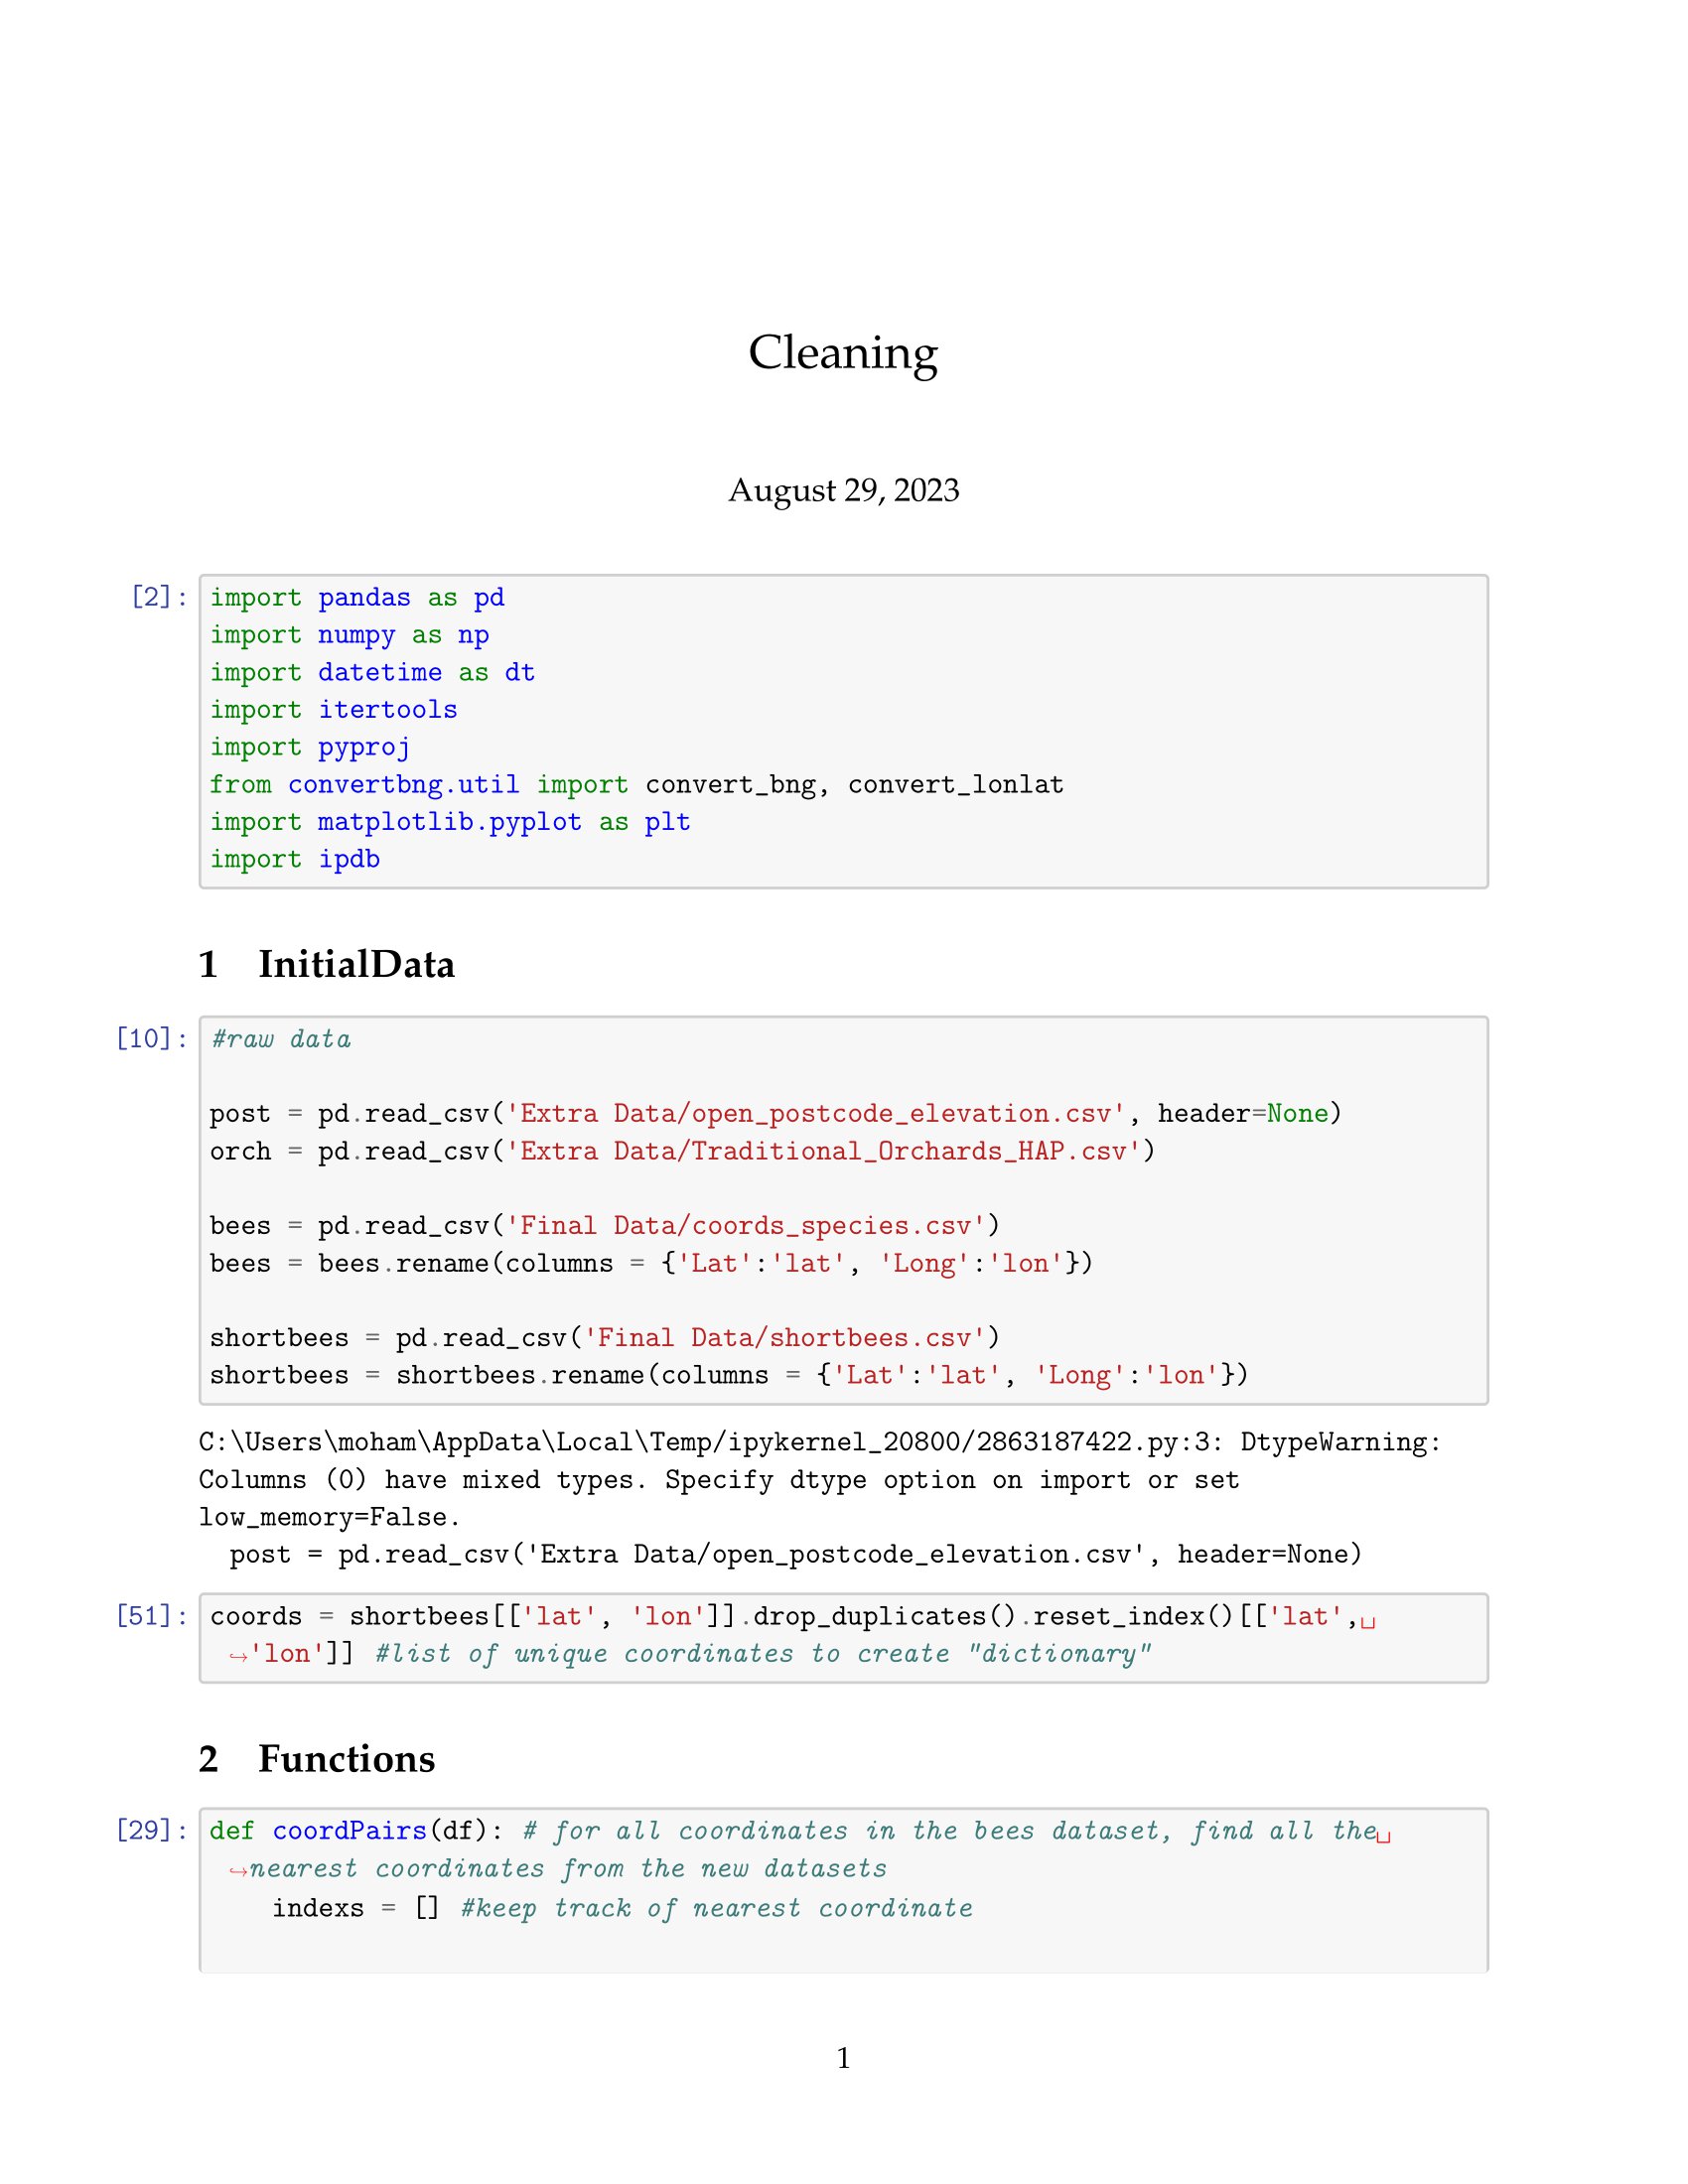 Cleaning
August 29, 2023
[2]: import pandas as pd
import numpy as np
import datetime as dt
import itertools
import pyproj
from convertbng.util import convert_bng, convert_lonlat
import matplotlib.pyplot as plt
import ipdb
1 InitialData
[10]: #raw data
post = pd.read_csv('Extra Data/open_postcode_elevation.csv', header=None)
orch = pd.read_csv('Extra Data/Traditional_Orchards_HAP.csv')
bees = pd.read_csv('Final Data/coords_species.csv')
bees = bees.rename(columns = {'Lat':'lat', 'Long':'lon'})
shortbees = pd.read_csv('Final Data/shortbees.csv')
shortbees = shortbees.rename(columns = {'Lat':'lat', 'Long':'lon'})
C:\Users\moham\AppData\Local\Temp/ipykernel_20800/2863187422.py:3: DtypeWarning:
Columns (0) have mixed types. Specify dtype option on import or set
low_memory=False.
  post = pd.read_csv('Extra Data/open_postcode_elevation.csv', header=None)
[51]: coords = shortbees[['lat', 'lon']].drop_duplicates().reset_index()[['lat',␣
↪'lon']] #list of unique coordinates to create "dictionary"
2 Functions
[29]: def coordPairs(df): # for all coordinates in the bees dataset, find all the␣
↪nearest coordinates from the new datasets
    indexs = [] #keep track of nearest coordinate
1